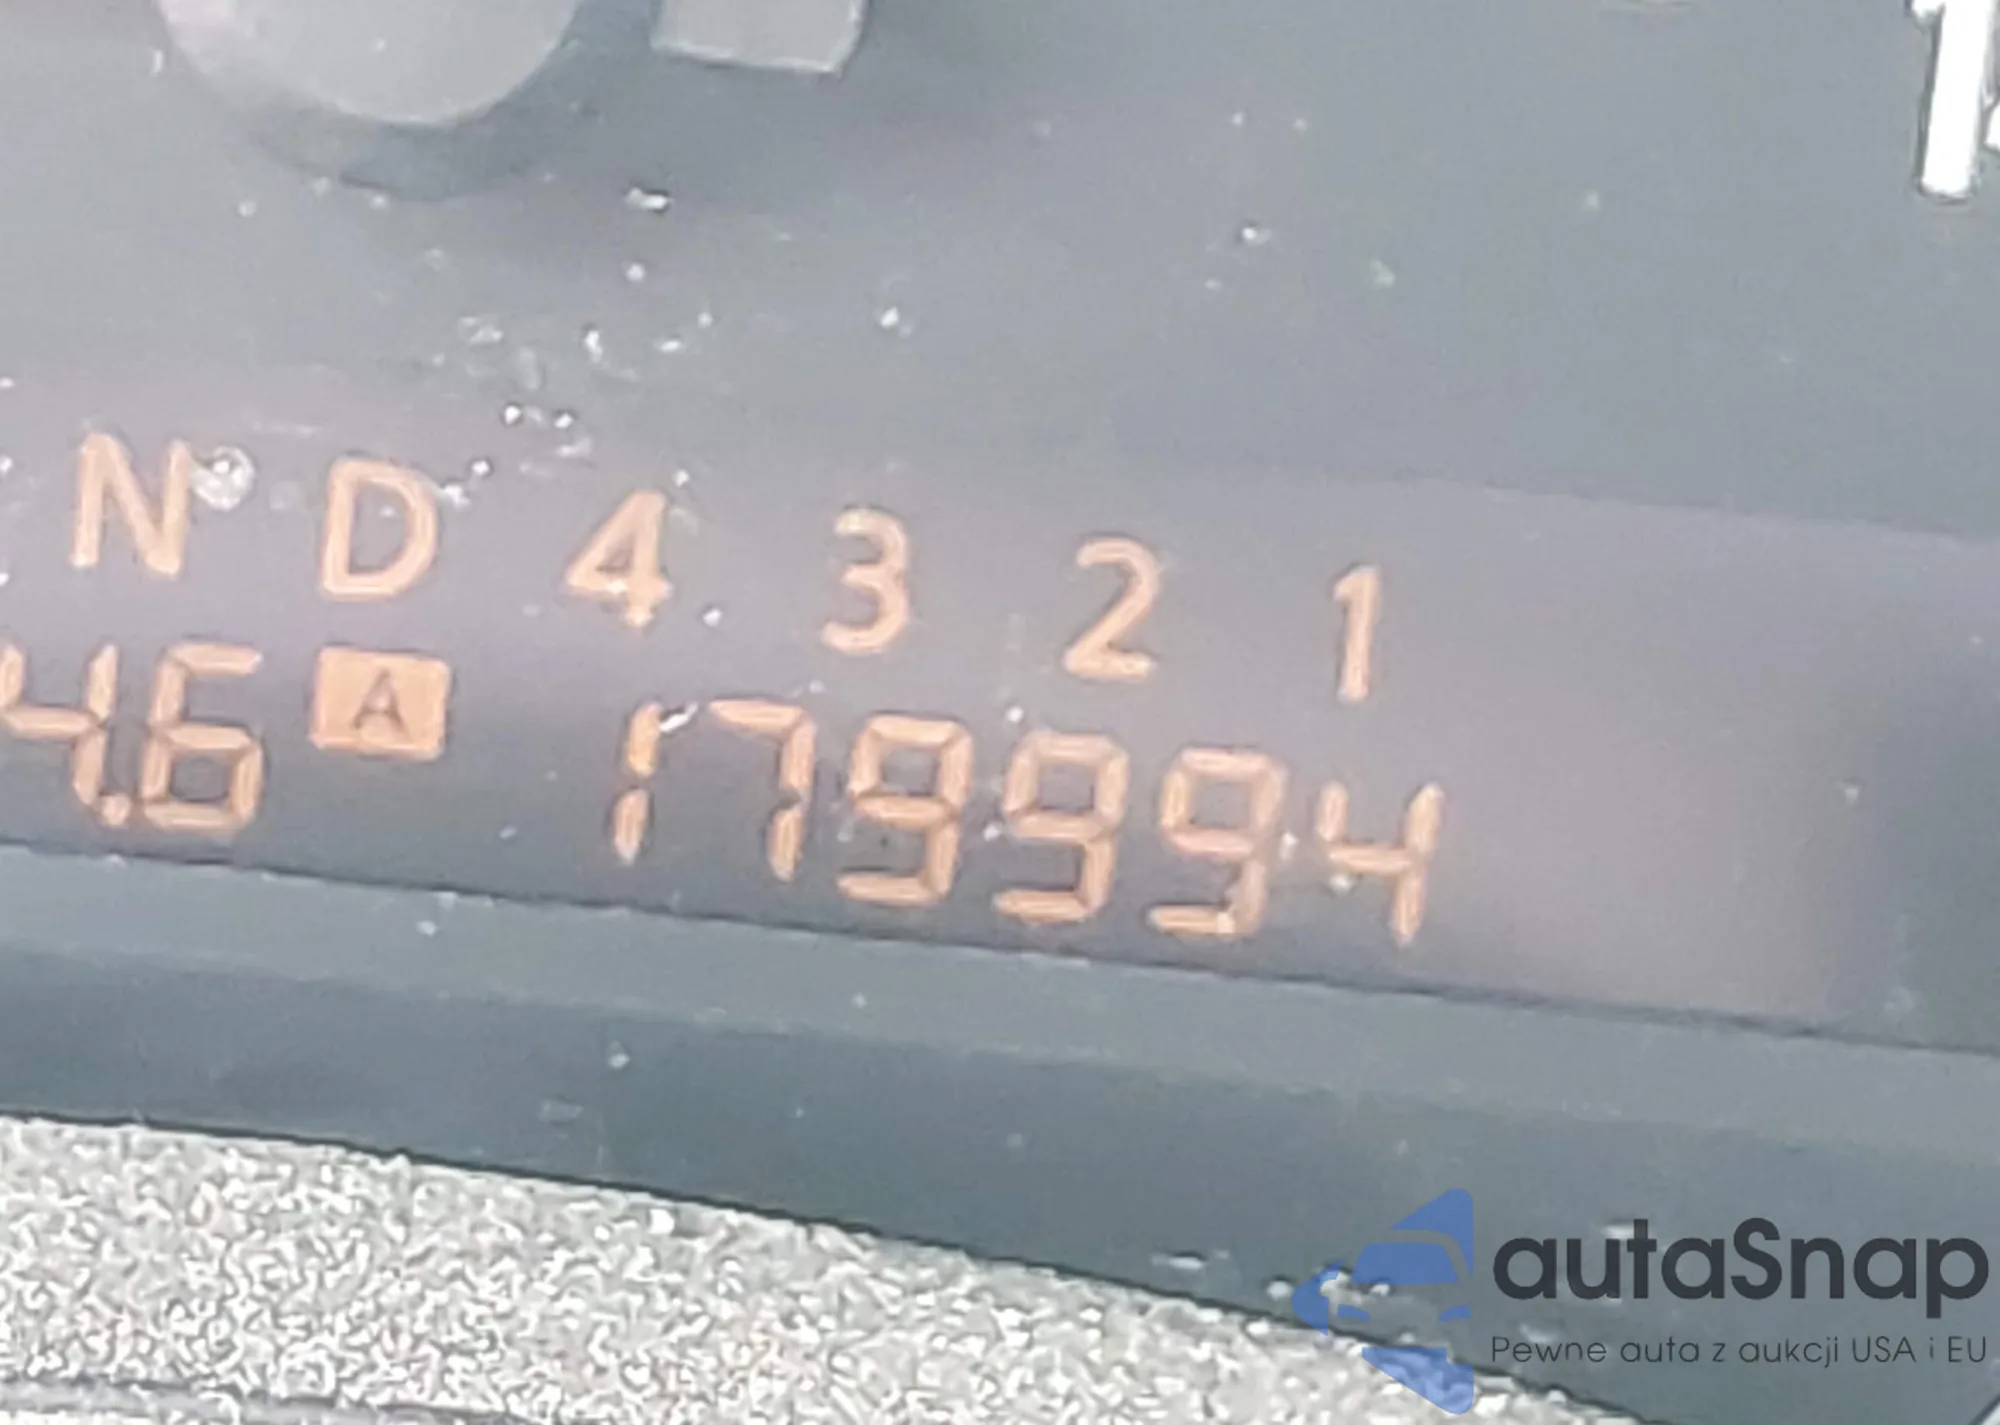 N D 4 3 2 1
4.6 A 179994
autaSnap
Pewne auta z aukcji USA i EU